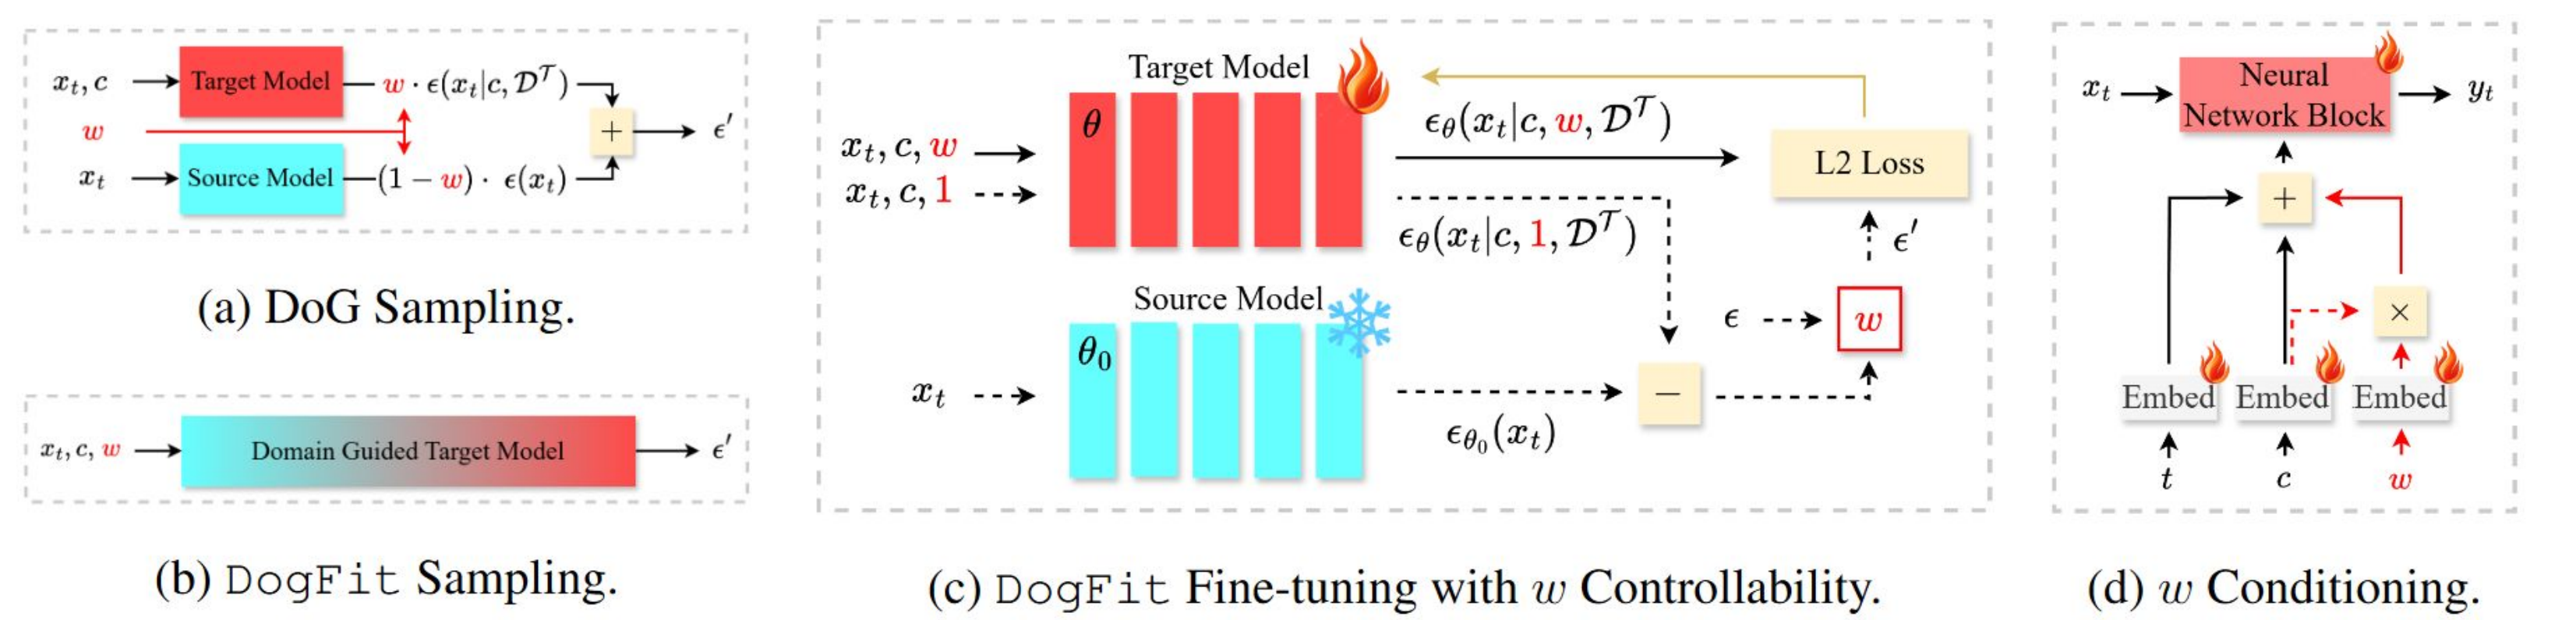 x_t, c
Target Model
w · ϵ(x_t|c, 𝒟^𝒯)
w
+
ϵ′
x_t
Source Model
(1 − w) · ϵ(x_t)
(a) DoG Sampling.
x_t, c, w
Domain Guided Target Model
ϵ′
(b) DogFit Sampling.
Target Model
θ
x_t, c, w
x_t, c, 1
ϵ_θ(x_t|c, w, 𝒟^𝒯)
L2 Loss
ϵ_θ(x_t|c, 1, 𝒟^𝒯)
ϵ′
Source Model
θ_0
ϵ
w
x_t
−
ϵ_{θ_0}(x_t)
(c) DogFit Fine-tuning with w Controllability.
x_t
Neural
Network Block
y_t
+
×
Embed
Embed
Embed
t
c
w
(d) w Conditioning.